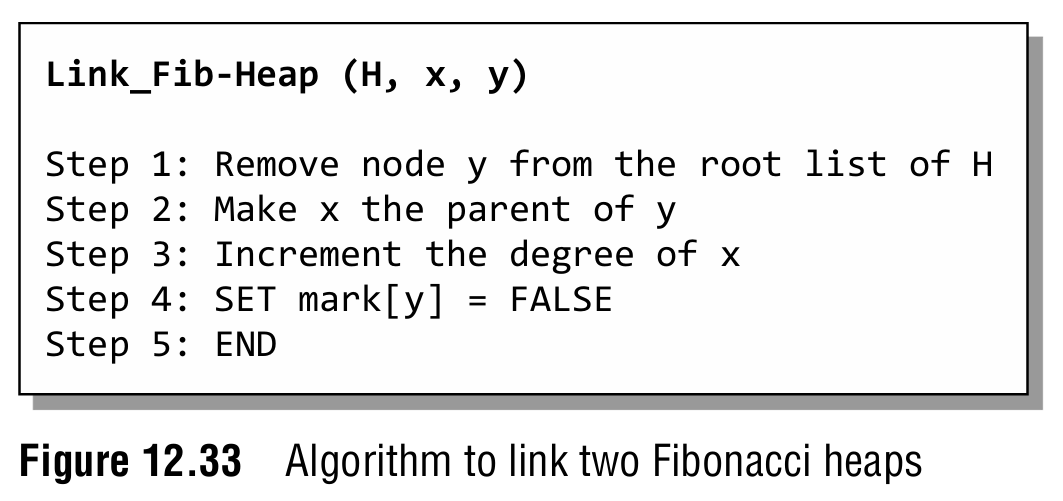 Link_Fib-Heap (H, x, y)
Step 1: Remove node y from the root list of H
Step 2: Make x the parent of y
Step 3: Increment the degree of x
Step 4: SET mark[y] = FALSE
Step 5: END
Figure 12.33 Algorithm to link two Fibonacci heaps